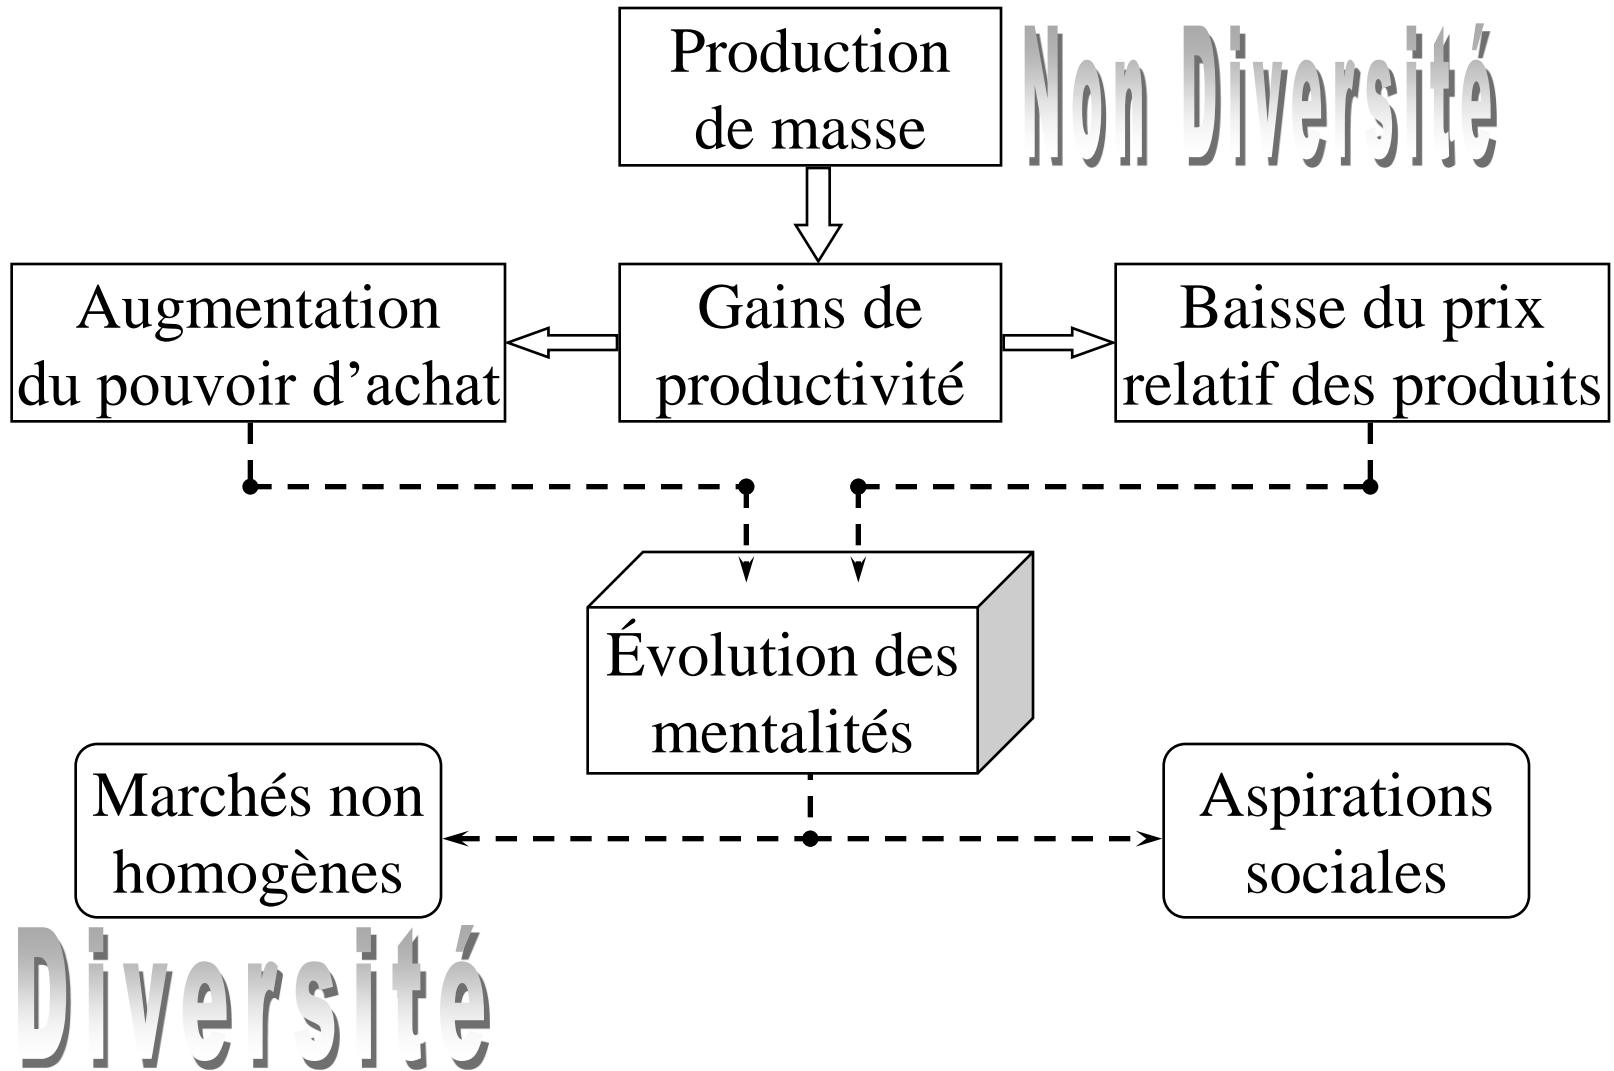 Production
de masse
Non Diversité
Augmentation
du pouvoir d’achat
Gains de
productivité
Baisse du prix
relatif des produits
Évolution des
mentalités
Marchés non
homogènes
Aspirations
sociales
Diversité